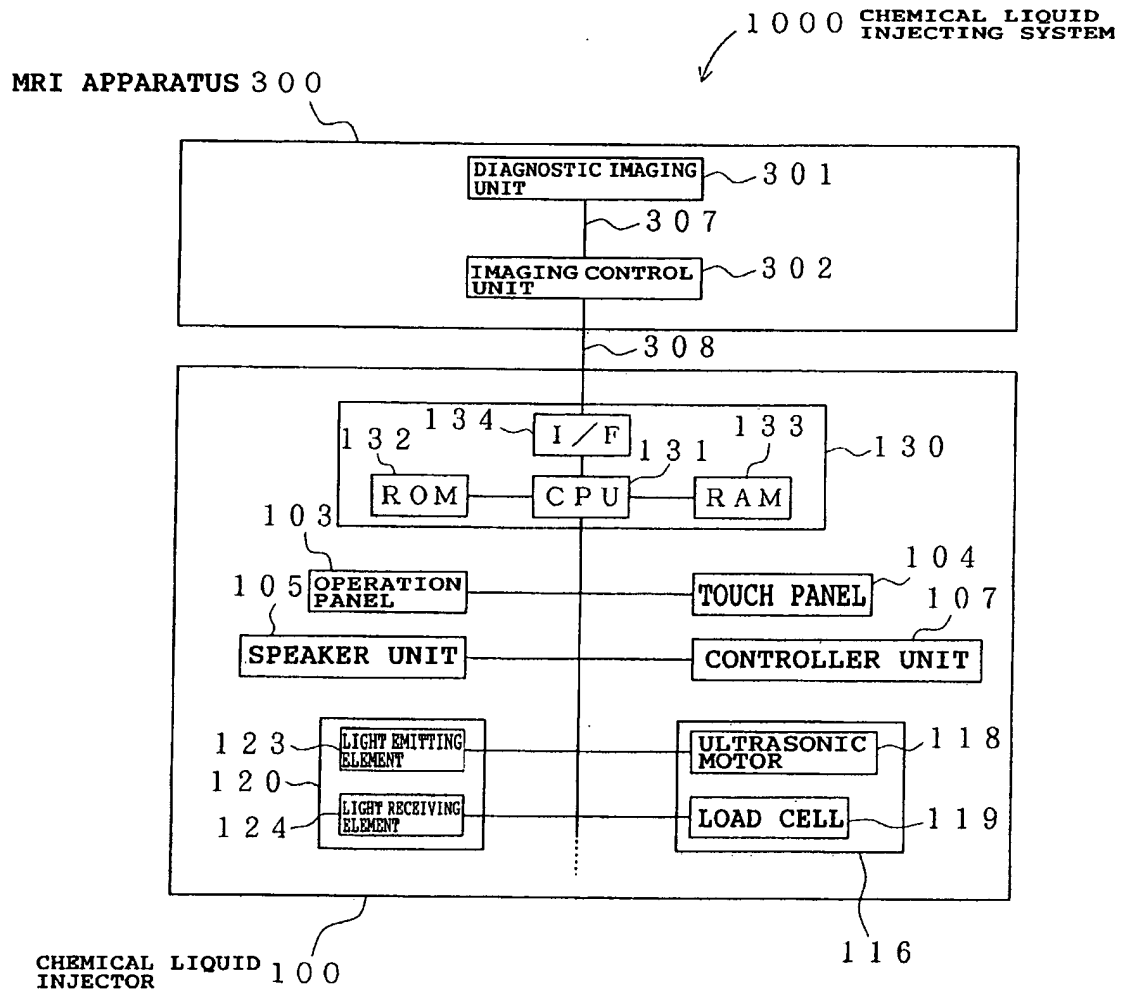 1000 CHEMICAL LIQUID
INJECTING SYSTEM
MRI APPARATUS 300
DIAGNOSTIC IMAGING
UNIT
301
307
IMAGING CONTROL
UNIT
302
308
134
I/F
133
132
131
130
ROM
CPU
RAM
103
104
OPERATION
PANEL
TOUCH PANEL
105
107
SPEAKER UNIT
CONTROLLER UNIT
123
LIGHT EMITTING
ELEMENT
ULTRASONIC
MOTOR
118
120
124
LIGHT RECEIVING
ELEMENT
LOAD CELL
119
116
CHEMICAL LIQUID
INJECTOR
100